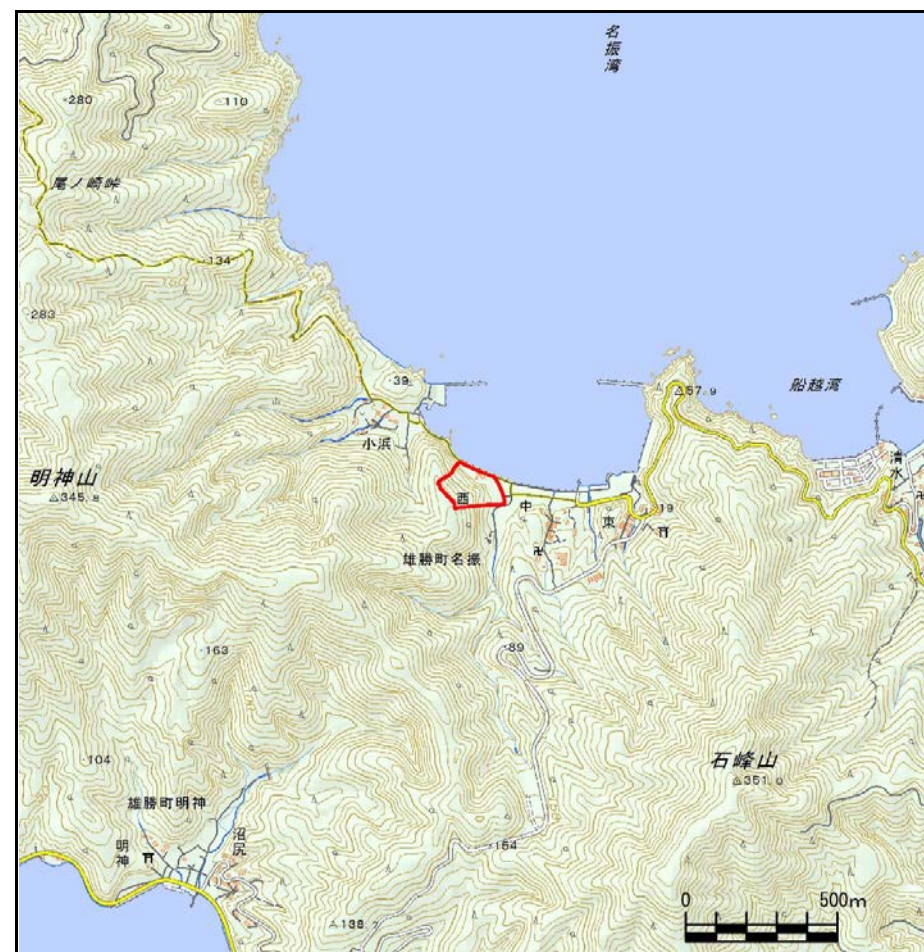 名振湾
280
110
尾ノ崎峠
134
283
39
57.9
船越湾
小浜
清水
明神山
345.8
西
中
東
19
雄勝町名振
89
163
石峰山
351.0
104
雄勝町明神
沼尻
明神
154
0
500m